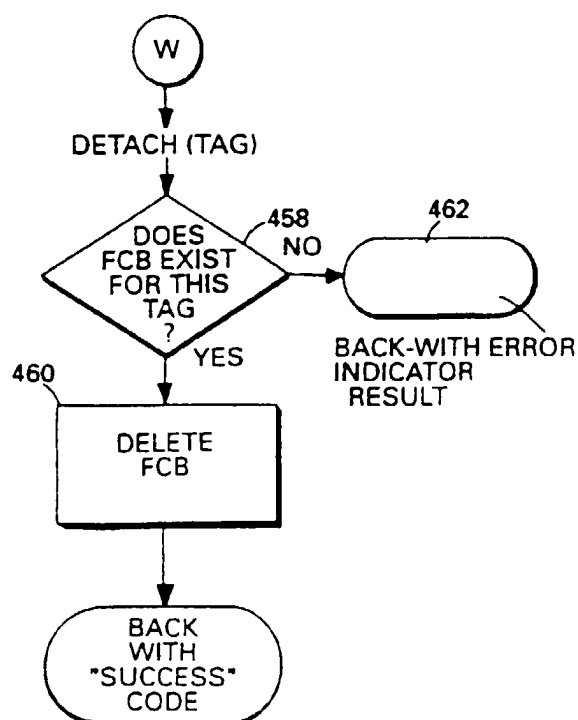 W
DETACH (TAG)
458
DOES
FCB EXIST
FOR THIS
TAG
?
NO
462
BACK-WITH ERROR
INDICATOR
RESULT
YES
460
DELETE
FCB
BACK
WITH
"SUCCESS"
CODE